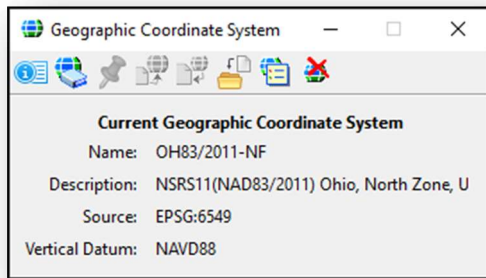 Geographic Coordinate System
Current Geographic Coordinate System
Name: OH83/2011-NF
Description: NSRS11(NAD83/2011) Ohio, North Zone, U
Source: EPSG:6549
Vertical Datum: NAVD88